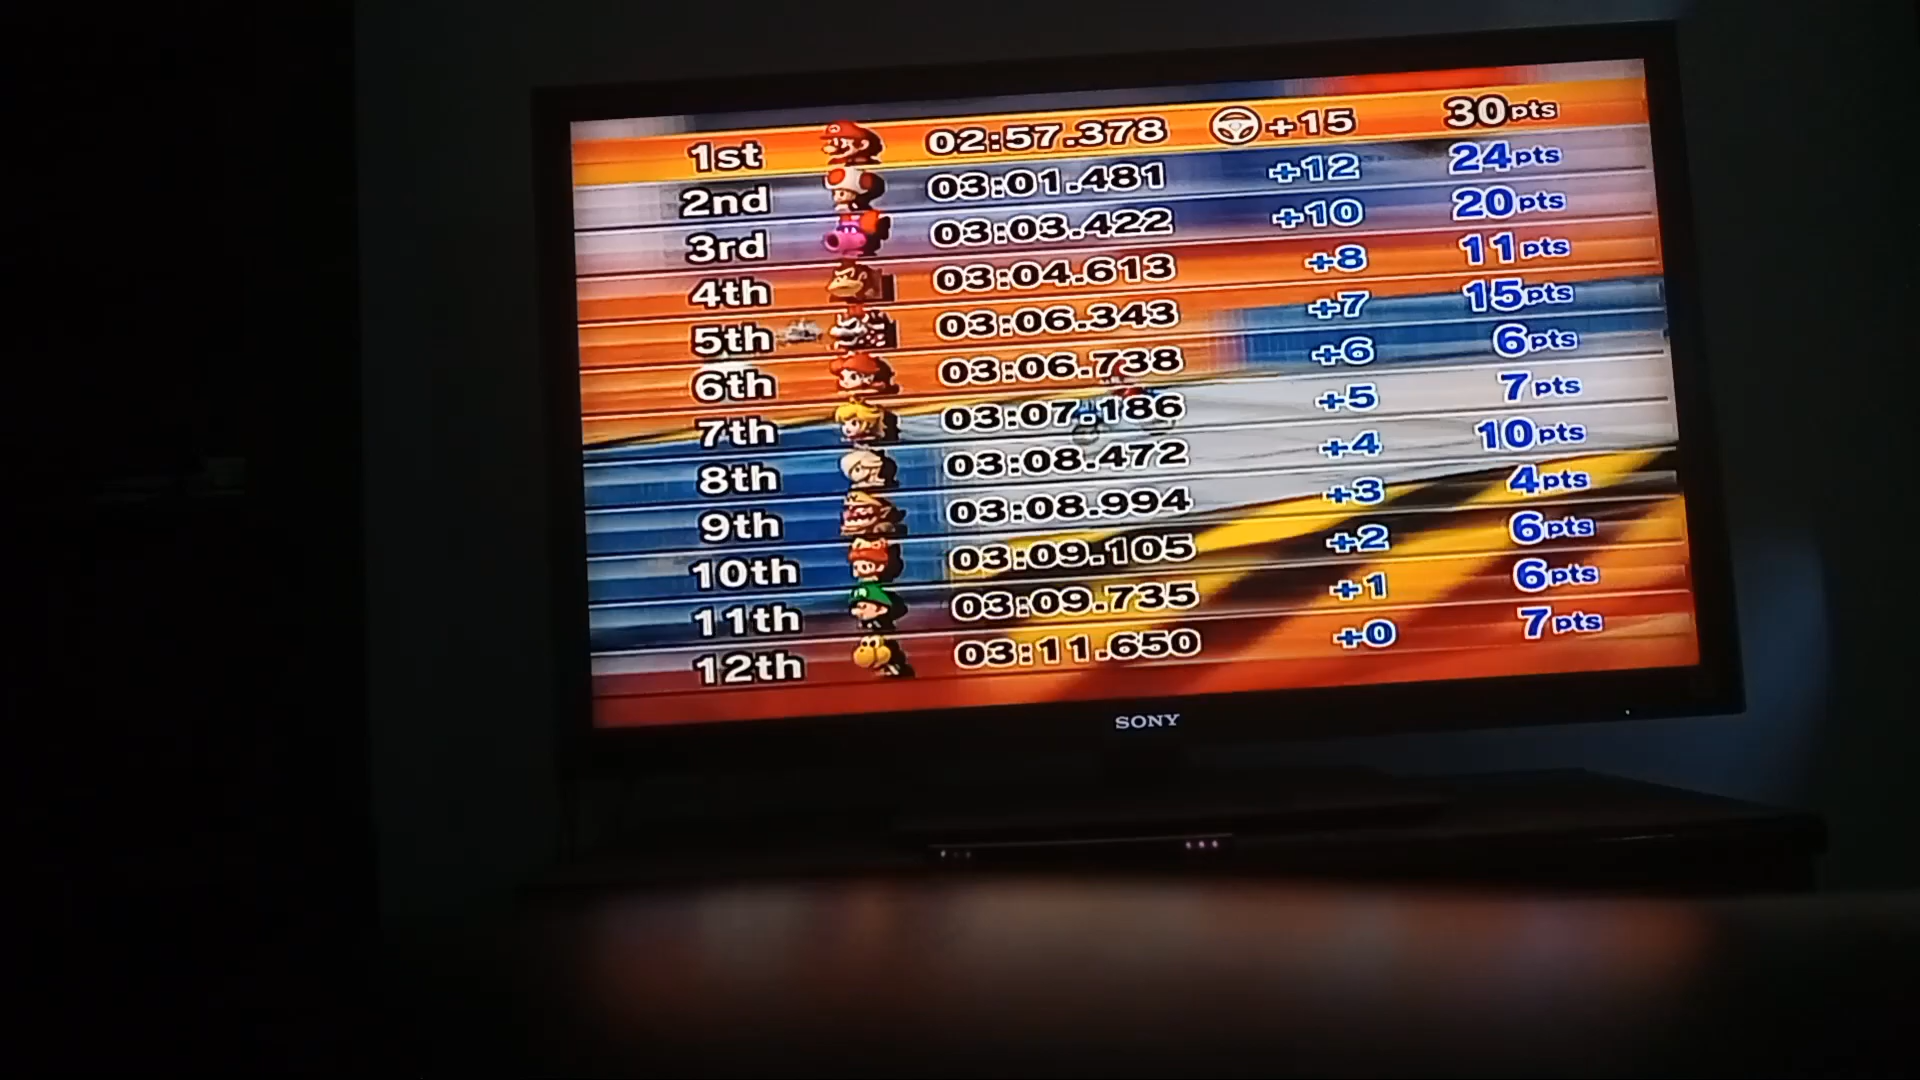 1st 02:57.378 +15 30pts
2nd 03:01.481 +12 24pts
3rd 03:03.422 +10 20pts
4th 03:04.613 +8 11pts
5th 03:06.343 +7 15pts
6th 03:06.738 +6 6pts
7th 03:07.186 +5 7pts
8th 03:08.472 +4 10pts
9th 03:08.994 +3 4pts
10th 03:09.105 +2 6pts
11th 03:09.735 +1 6pts
12th 03:11.650 +0 7pts
SONY